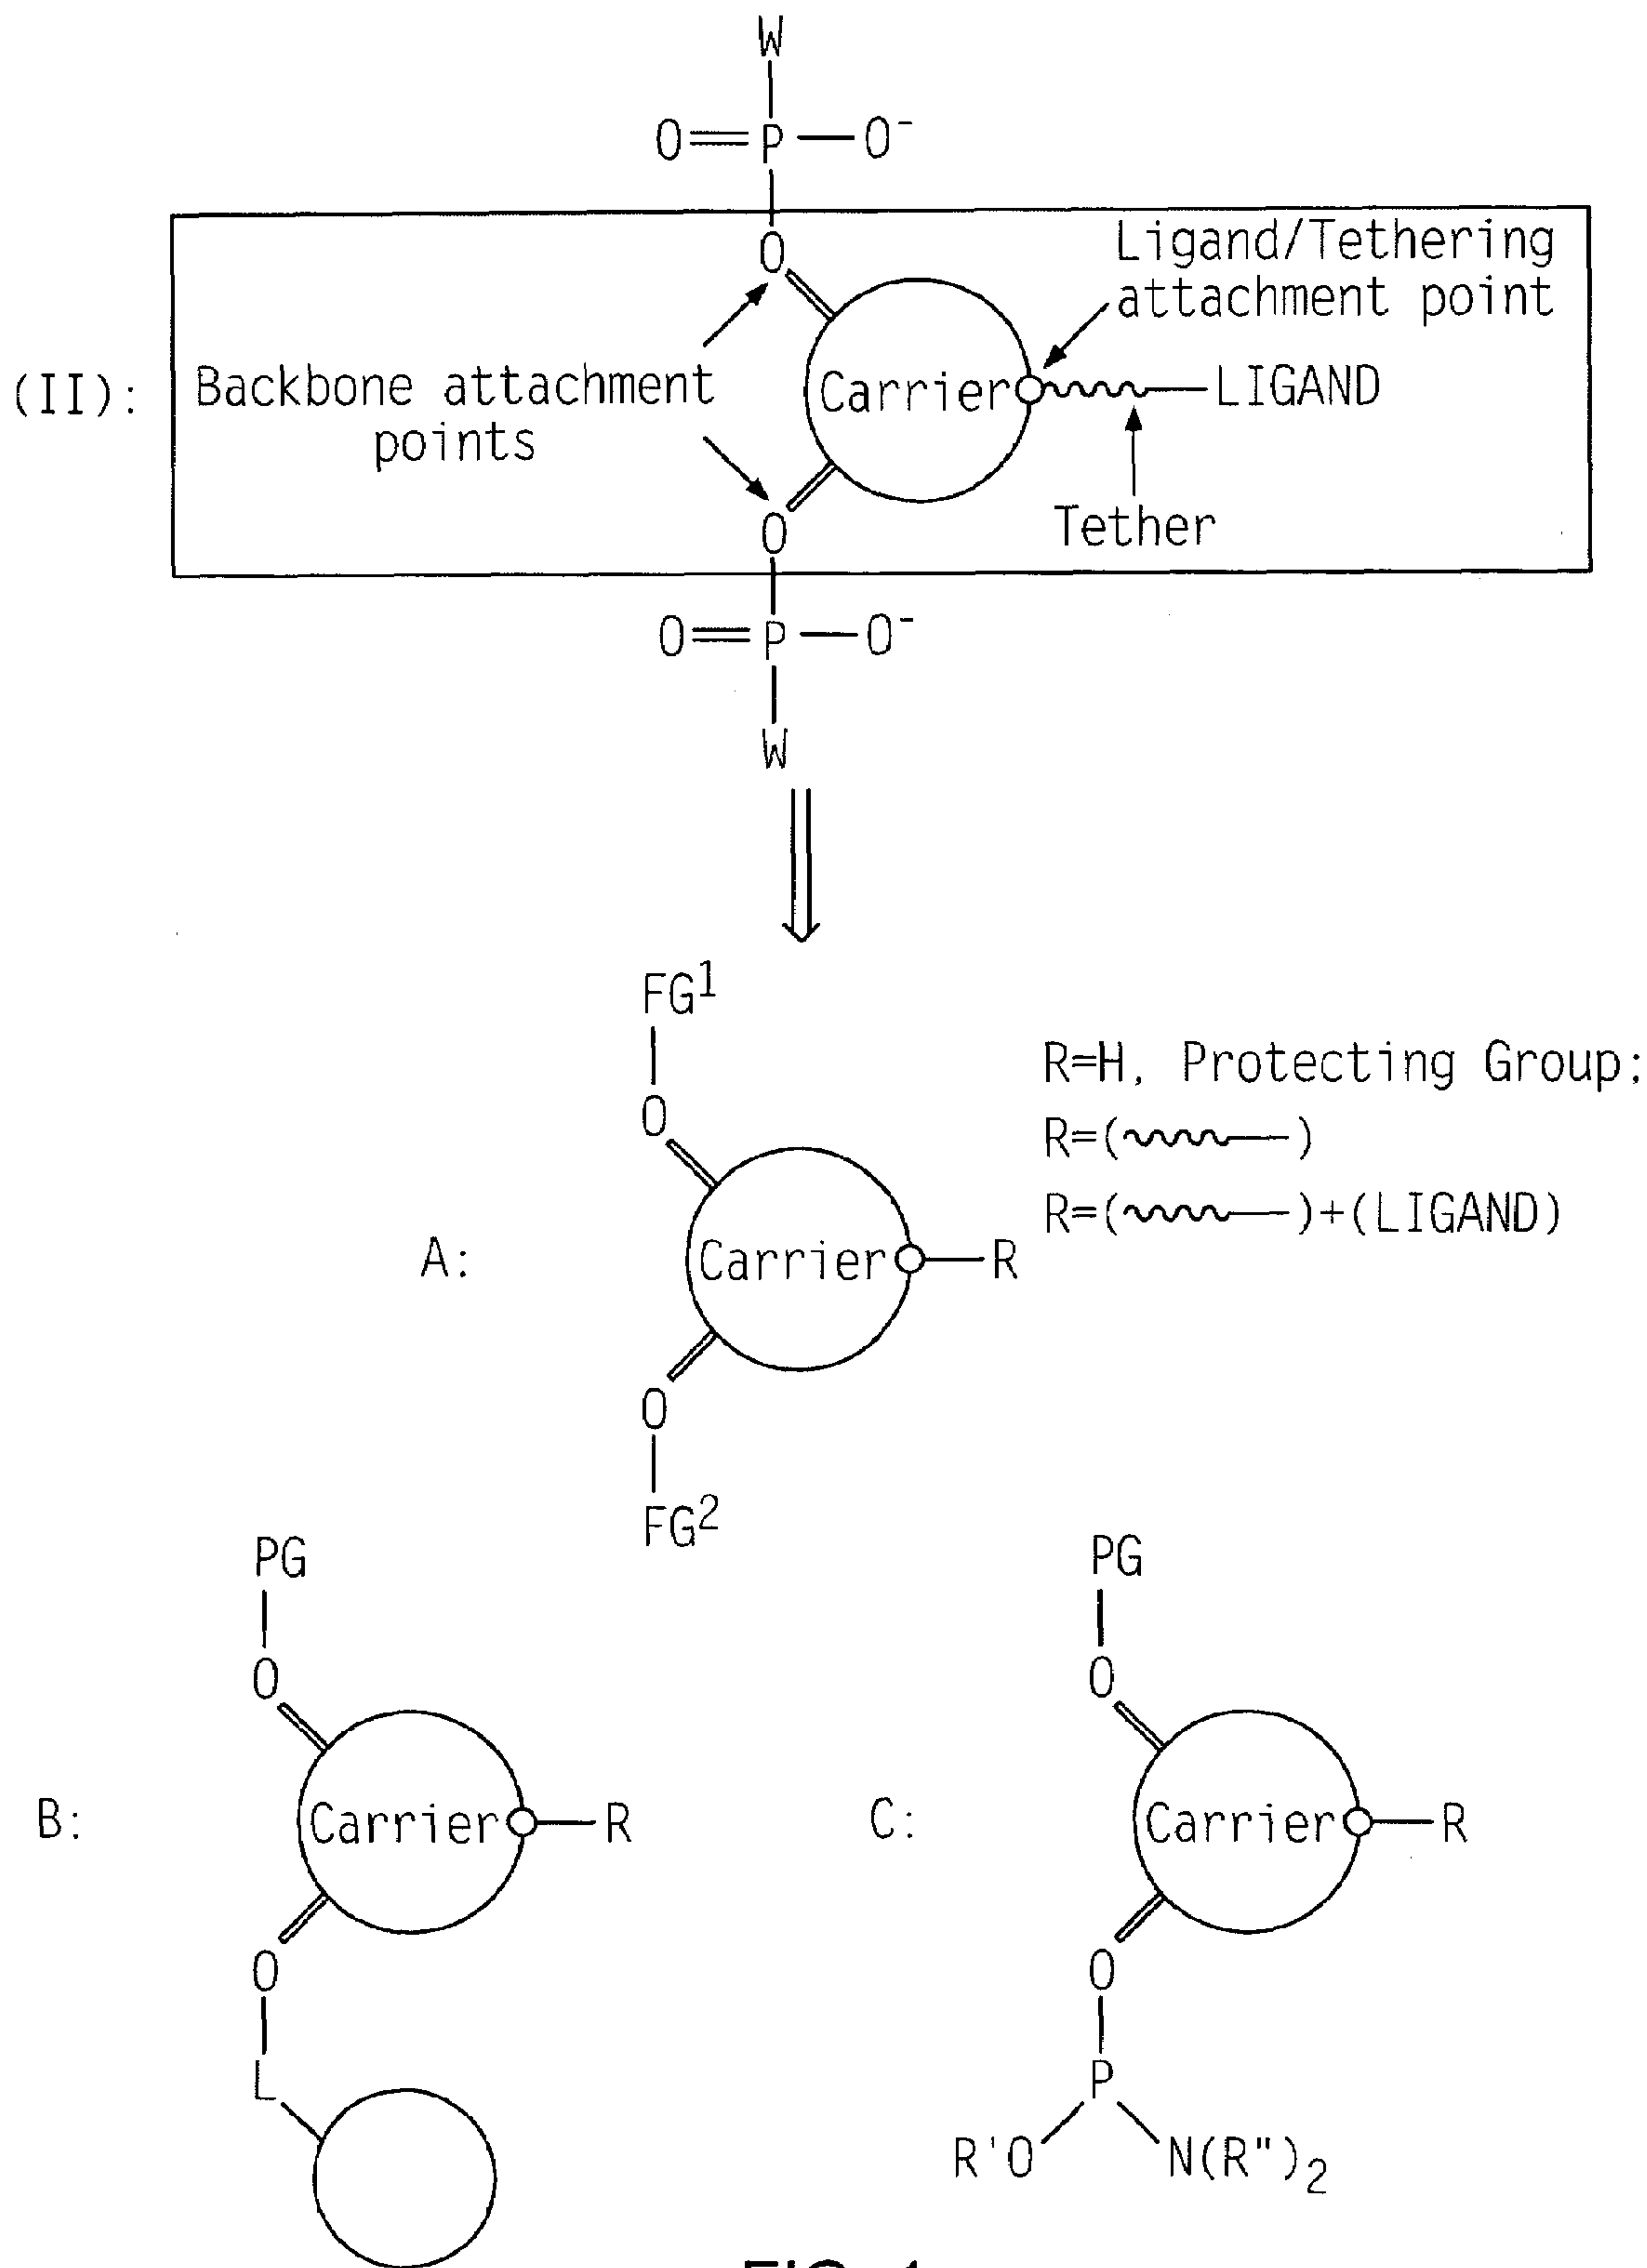 W
O=P—O⁻
O
Ligand/Tethering
attachment point
(II):
Backbone attachment
points
Carrier
LIGAND
Tether
O
O=P—O⁻
W
FG¹
O
R=H, Protecting Group;
R=( )
R=( )+(LIGAND)
A:
Carrier
R
O
FG²
PG
O
B:
Carrier
R
O
L
PG
O
C:
Carrier
R
O
P
R'O
N(R")₂